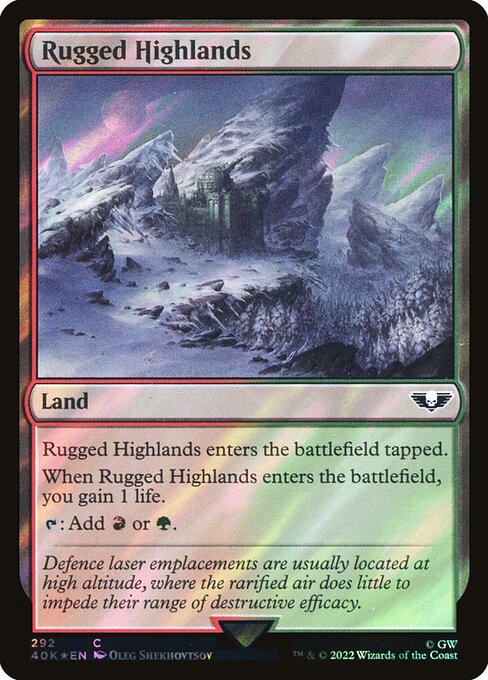 Rugged Highlands
Land
Rugged Highlands enters the battlefield tapped.
When Rugged Highlands enters the battlefield,
you gain 1 life.
: Add or .
Defence laser emplacements are usually located at
high altitude, where the rarified air does little to
impede their range of destructive efficacy.
292 C
40K★EN Oleg Shekhovtsov
© GW
™ & © 2022 Wizards of the Coast